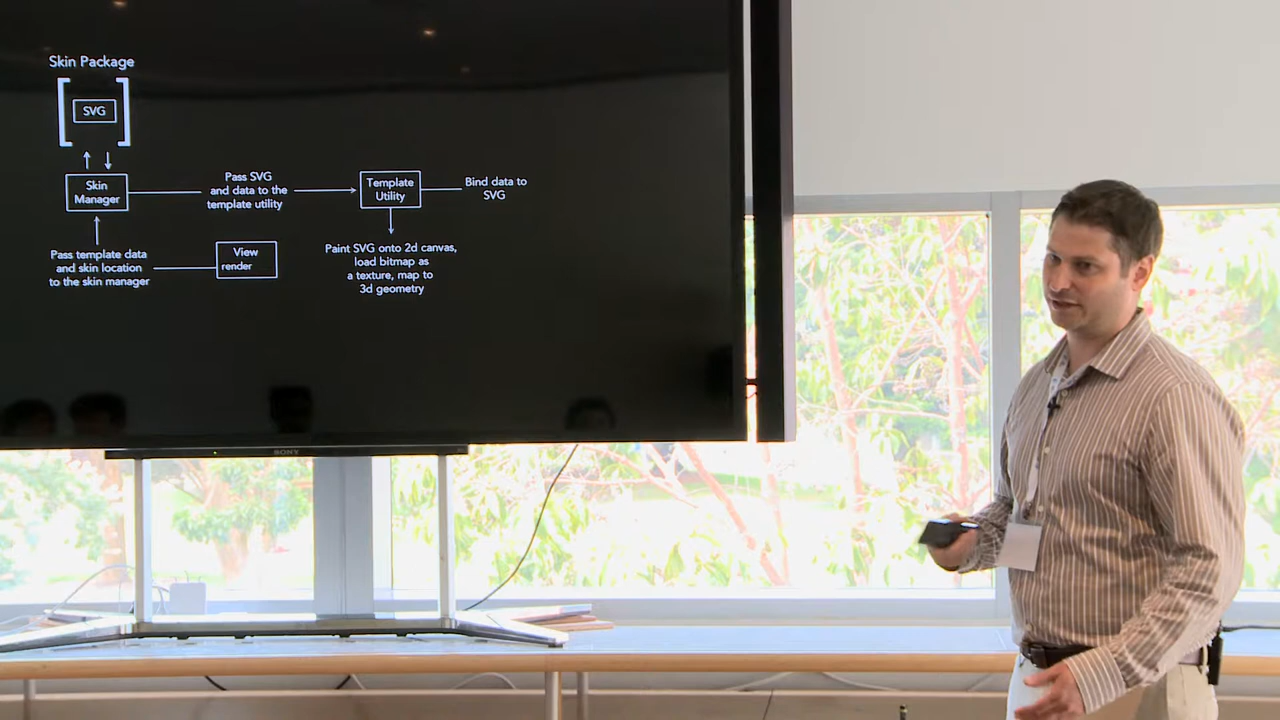 Skin Package
SVG
Skin
Manager
Pass SVG
and data to the
template utility
Template
Utility
Bind data to
SVG
Pass template data
and skin location
to the skin manager
View
render
Paint SVG onto 2d canvas,
load bitmap as
a texture, map to
3d geometry
SONY